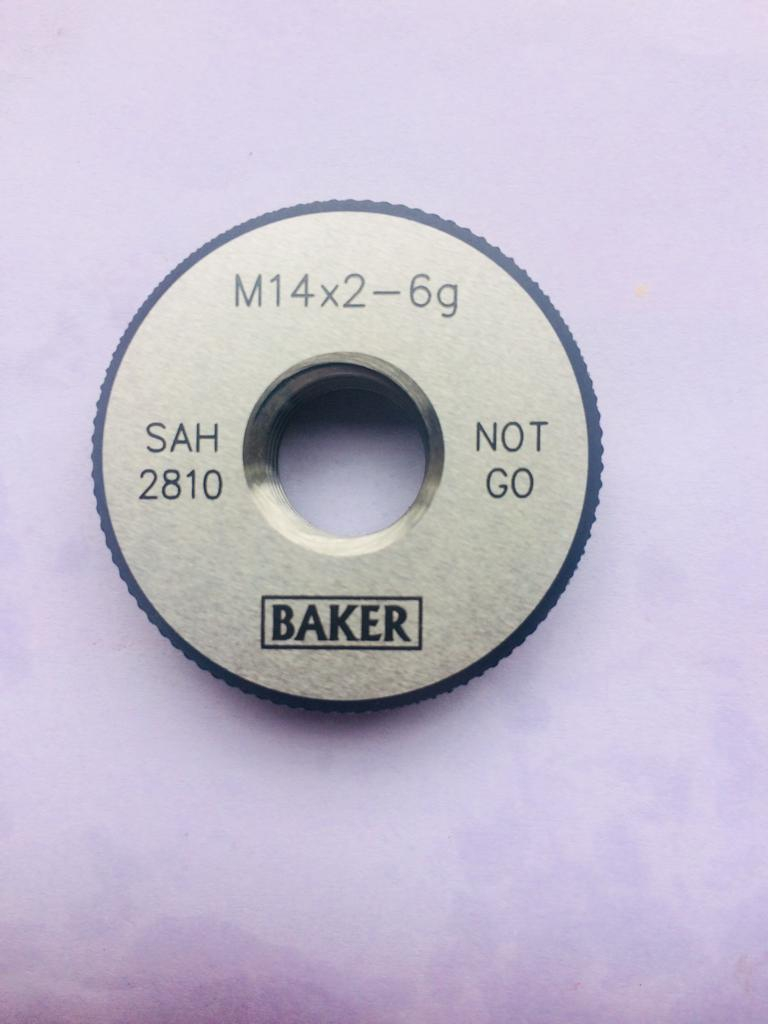 M14x2-6g
SAH
2810
NOT
GO
BAKER